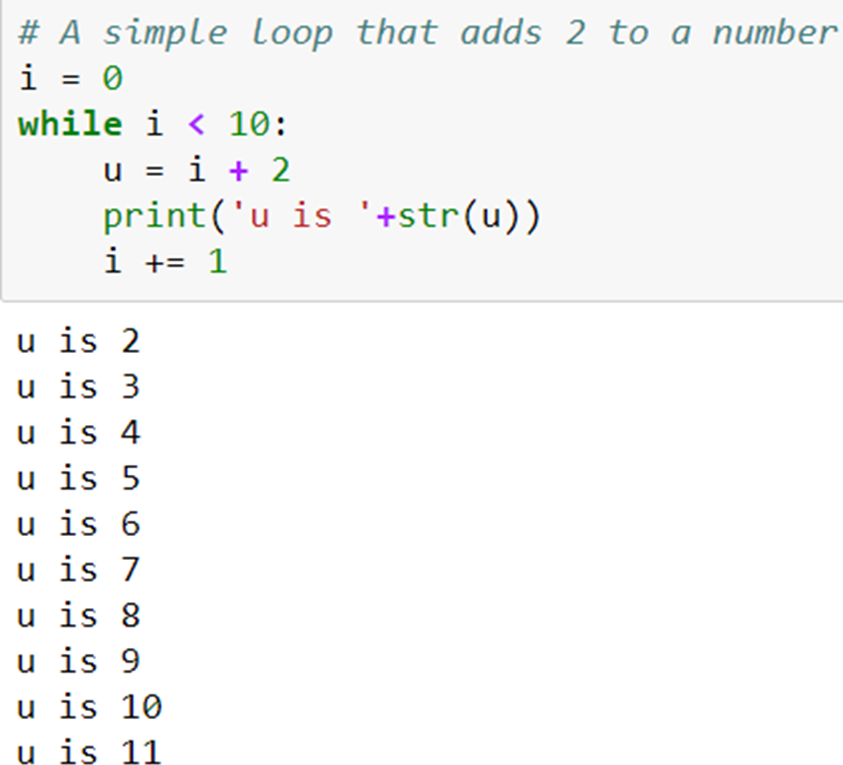 # A simple loop that adds 2 to a number
i = 0
while i < 10:
    u = i + 2
    print('u is '+str(u))
    i += 1
u is 2
u is 3
u is 4
u is 5
u is 6
u is 7
u is 8
u is 9
u is 10
u is 11